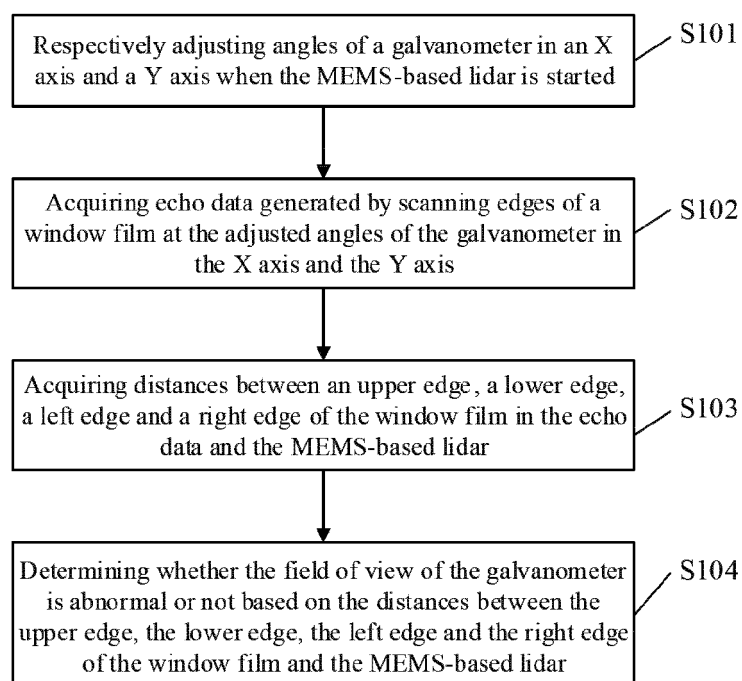 Respectively adjusting angles of a galvanometer in an X
axis and a Y axis when the MEMS-based lidar is started
S101
Acquiring echo data generated by scanning edges of a
window film at the adjusted angles of the galvanometer in
the X axis and the Y axis
S102
Acquiring distances between an upper edge, a lower edge,
a left edge and a right edge of the window film in the echo
data and the MEMS-based lidar
S103
Determining whether the field of view of the galvanometer
is abnormal or not based on the distances between the
upper edge, the lower edge, the left edge and the right edge
of the window film and the MEMS-based lidar
S104